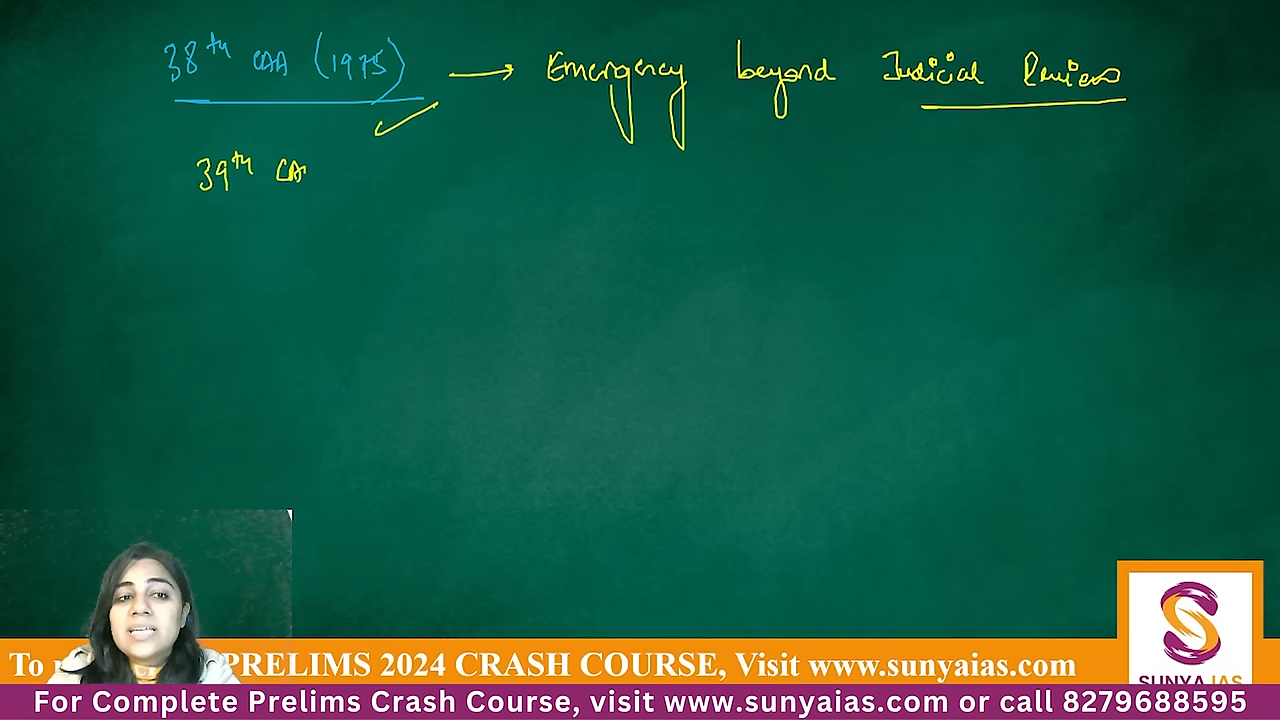 38th CAA (1975) → Emergency beyond Judicial Review
39th CA
To PRELIMS 2024 CRASH COURSE, Visit www.sunyaias.com
SUNYA IAS
For Complete Prelims Crash Course, visit www.sunyaias.com or call 8279688595